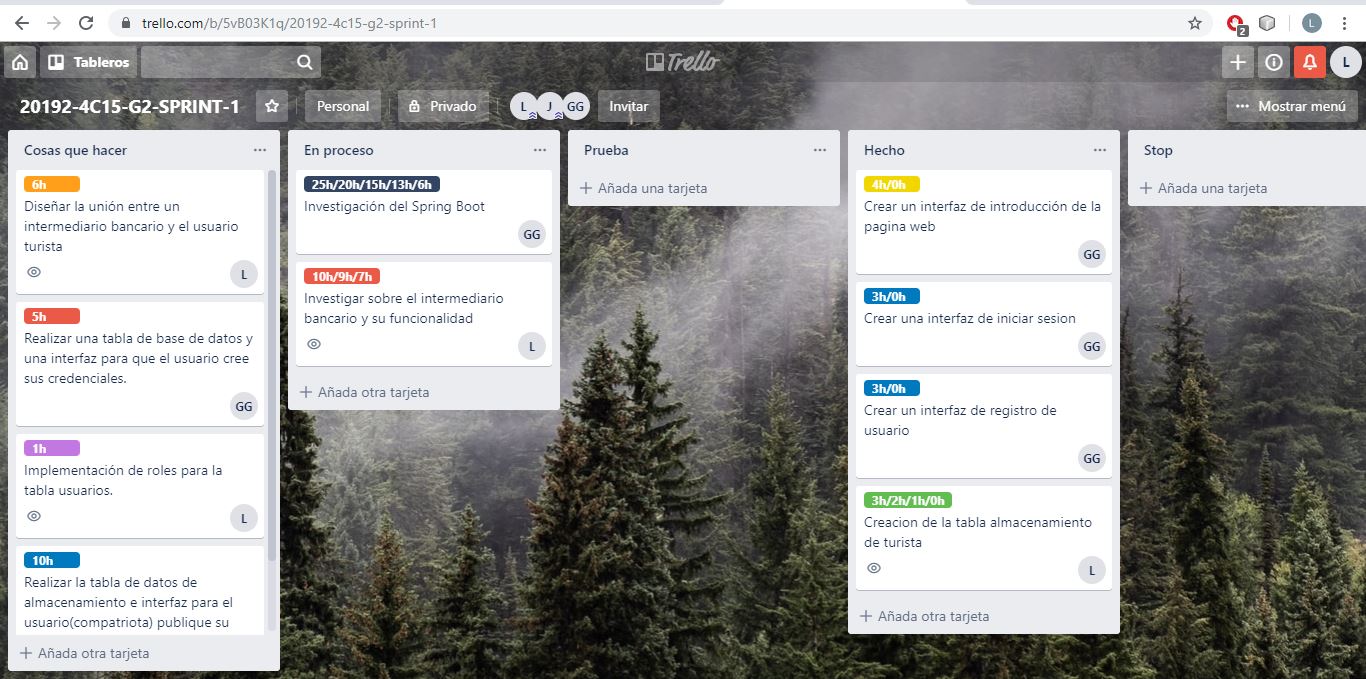 trello.com/b/5vB03K1q/20192-4c15-g2-sprint-1
2
L
Tableros
Trello
L
20192-4C15-G2-SPRINT-1
Personal
Privado
L
J
GG
Invitar
Mostrar menú
Cosas que hacer
6h
Diseñar la unión entre un
intermediario bancario y el usuario
turista
L
5h
Realizar una tabla de base de datos y
una interfaz para que el usuario cree
sus credenciales.
GG
1h
Implementación de roles para la
tabla usuarios.
L
10h
Realizar la tabla de datos de
almacenamiento e interfaz para el
usuario(compatriota) publique su
Añada otra tarjeta
En proceso
25h/20h/15h/13h/6h
Investigación del Spring Boot
GG
10h/9h/7h
Investigar sobre el intermediario
bancario y su funcionalidad
L
Añada otra tarjeta
Prueba
Añada una tarjeta
Hecho
4h/0h
Crear un interfaz de introducción de la
pagina web
GG
3h/0h
Crear una interfaz de iniciar sesion
GG
3h/0h
Crear un interfaz de registro de
usuario
GG
3h/2h/1h/0h
Creacion de la tabla almacenamiento
de turista
L
Añada otra tarjeta
Stop
Añada una tarjeta